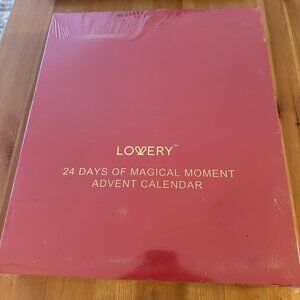 LOVERY™
24 DAYS OF MAGICAL MOMENT
ADVENT CALENDAR